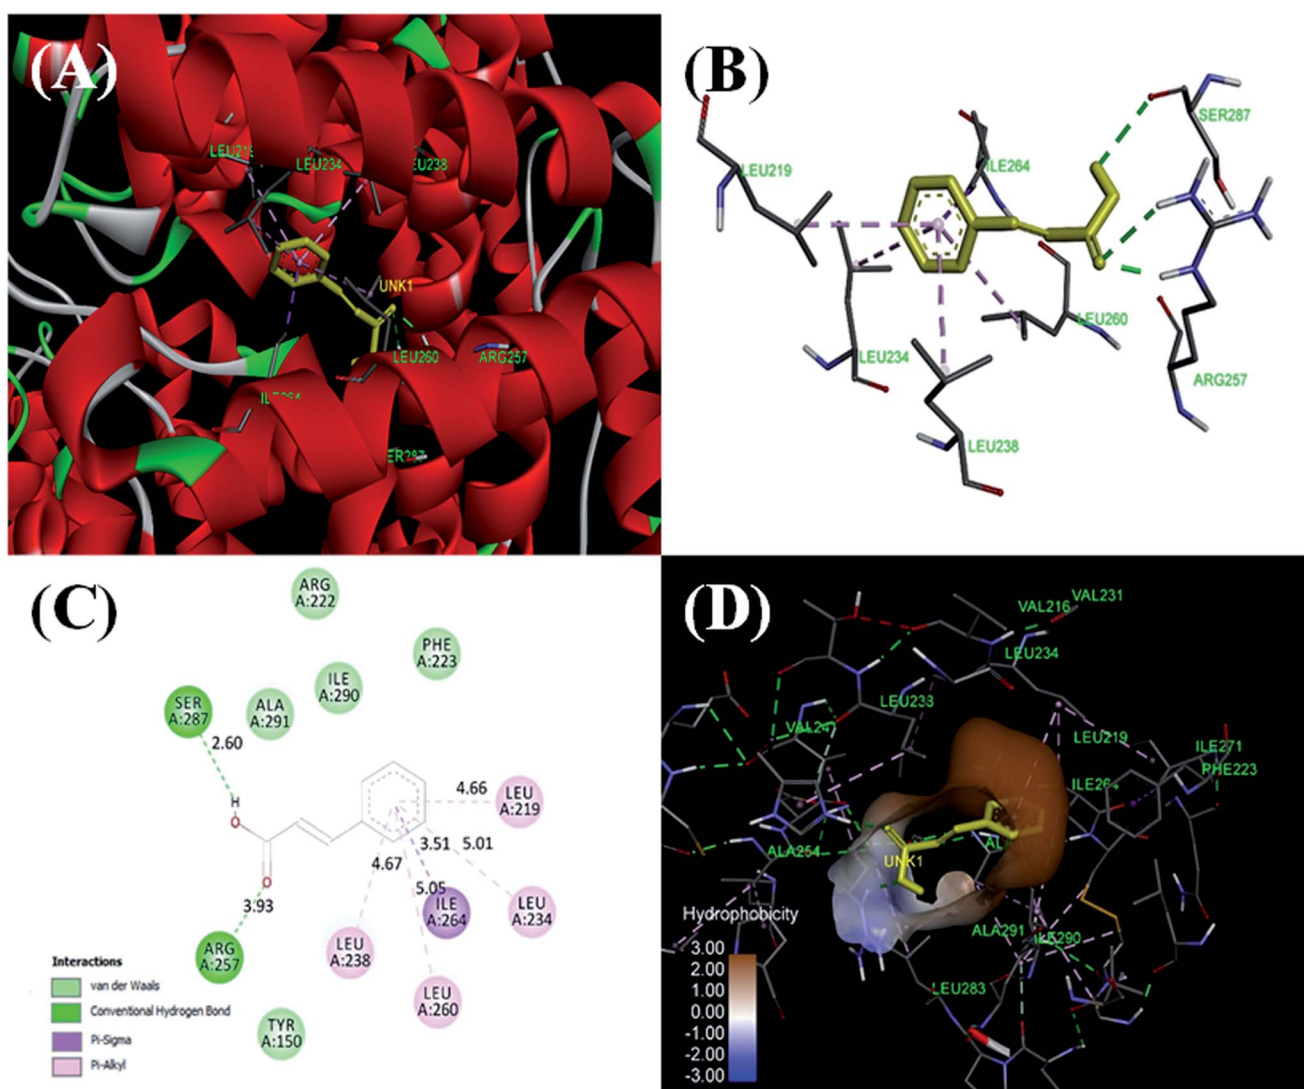 (A)
LEU234
UNK1
LEU260
ARG257
(B)
SER287
LEU219
ILE264
LEU234
LEU260
ARG257
LEU238
(C)
ARG
A:222
PHE
A:223
ILE
A:290
SER
A:287
ALA
A:291
2.60
H
O
O
4.66
LEU
A:219
3.51
5.01
4.67
5.05
ILE
A:264
LEU
A:234
3.93
ARG
A:257
LEU
A:238
LEU
A:260
TYR
A:150
Interactions
van der Waals
Conventional Hydrogen Bond
Pi-Sigma
Pi-Alkyl
(D)
VAL231
VAL216
LEU234
LEU233
LEU219
ILE271
PHE223
ALA254
UNK1
Hydrophobicity
3.00
2.00
1.00
0.00
-1.00
-2.00
-3.00
ALA291
ILE290
LEU283